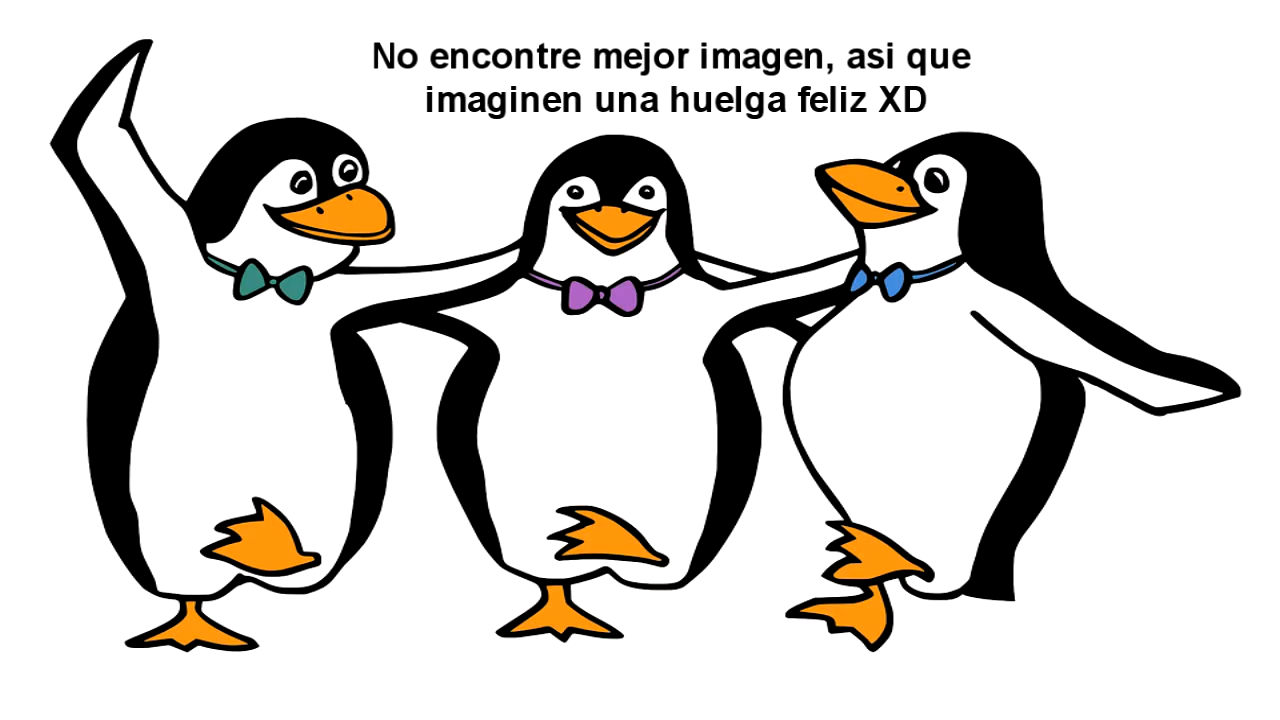 No encontre mejor imagen, asi que
imaginen una huelga feliz XD